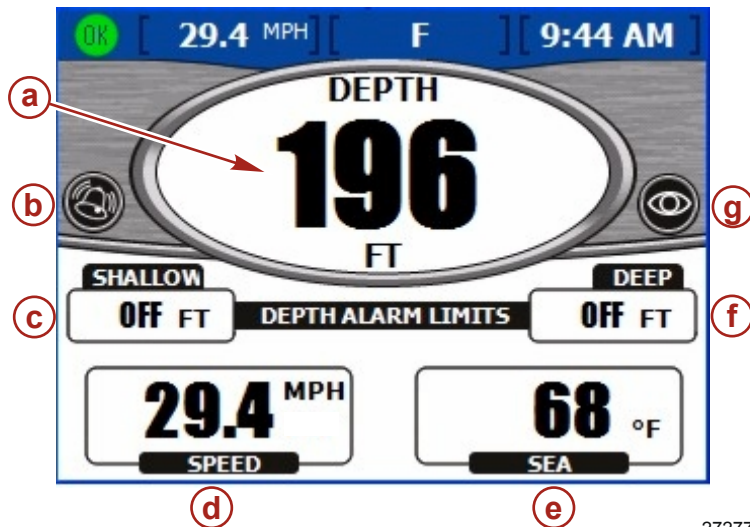 OK [ 29.4 MPH ] [ F ] [ 9:44 AM ]
a
DEPTH
196
FT
b
g
SHALLOW
DEEP
c
OFF FT
DEPTH ALARM LIMITS
OFF FT
f
29.4 MPH
68 °F
SPEED
SEA
d
e